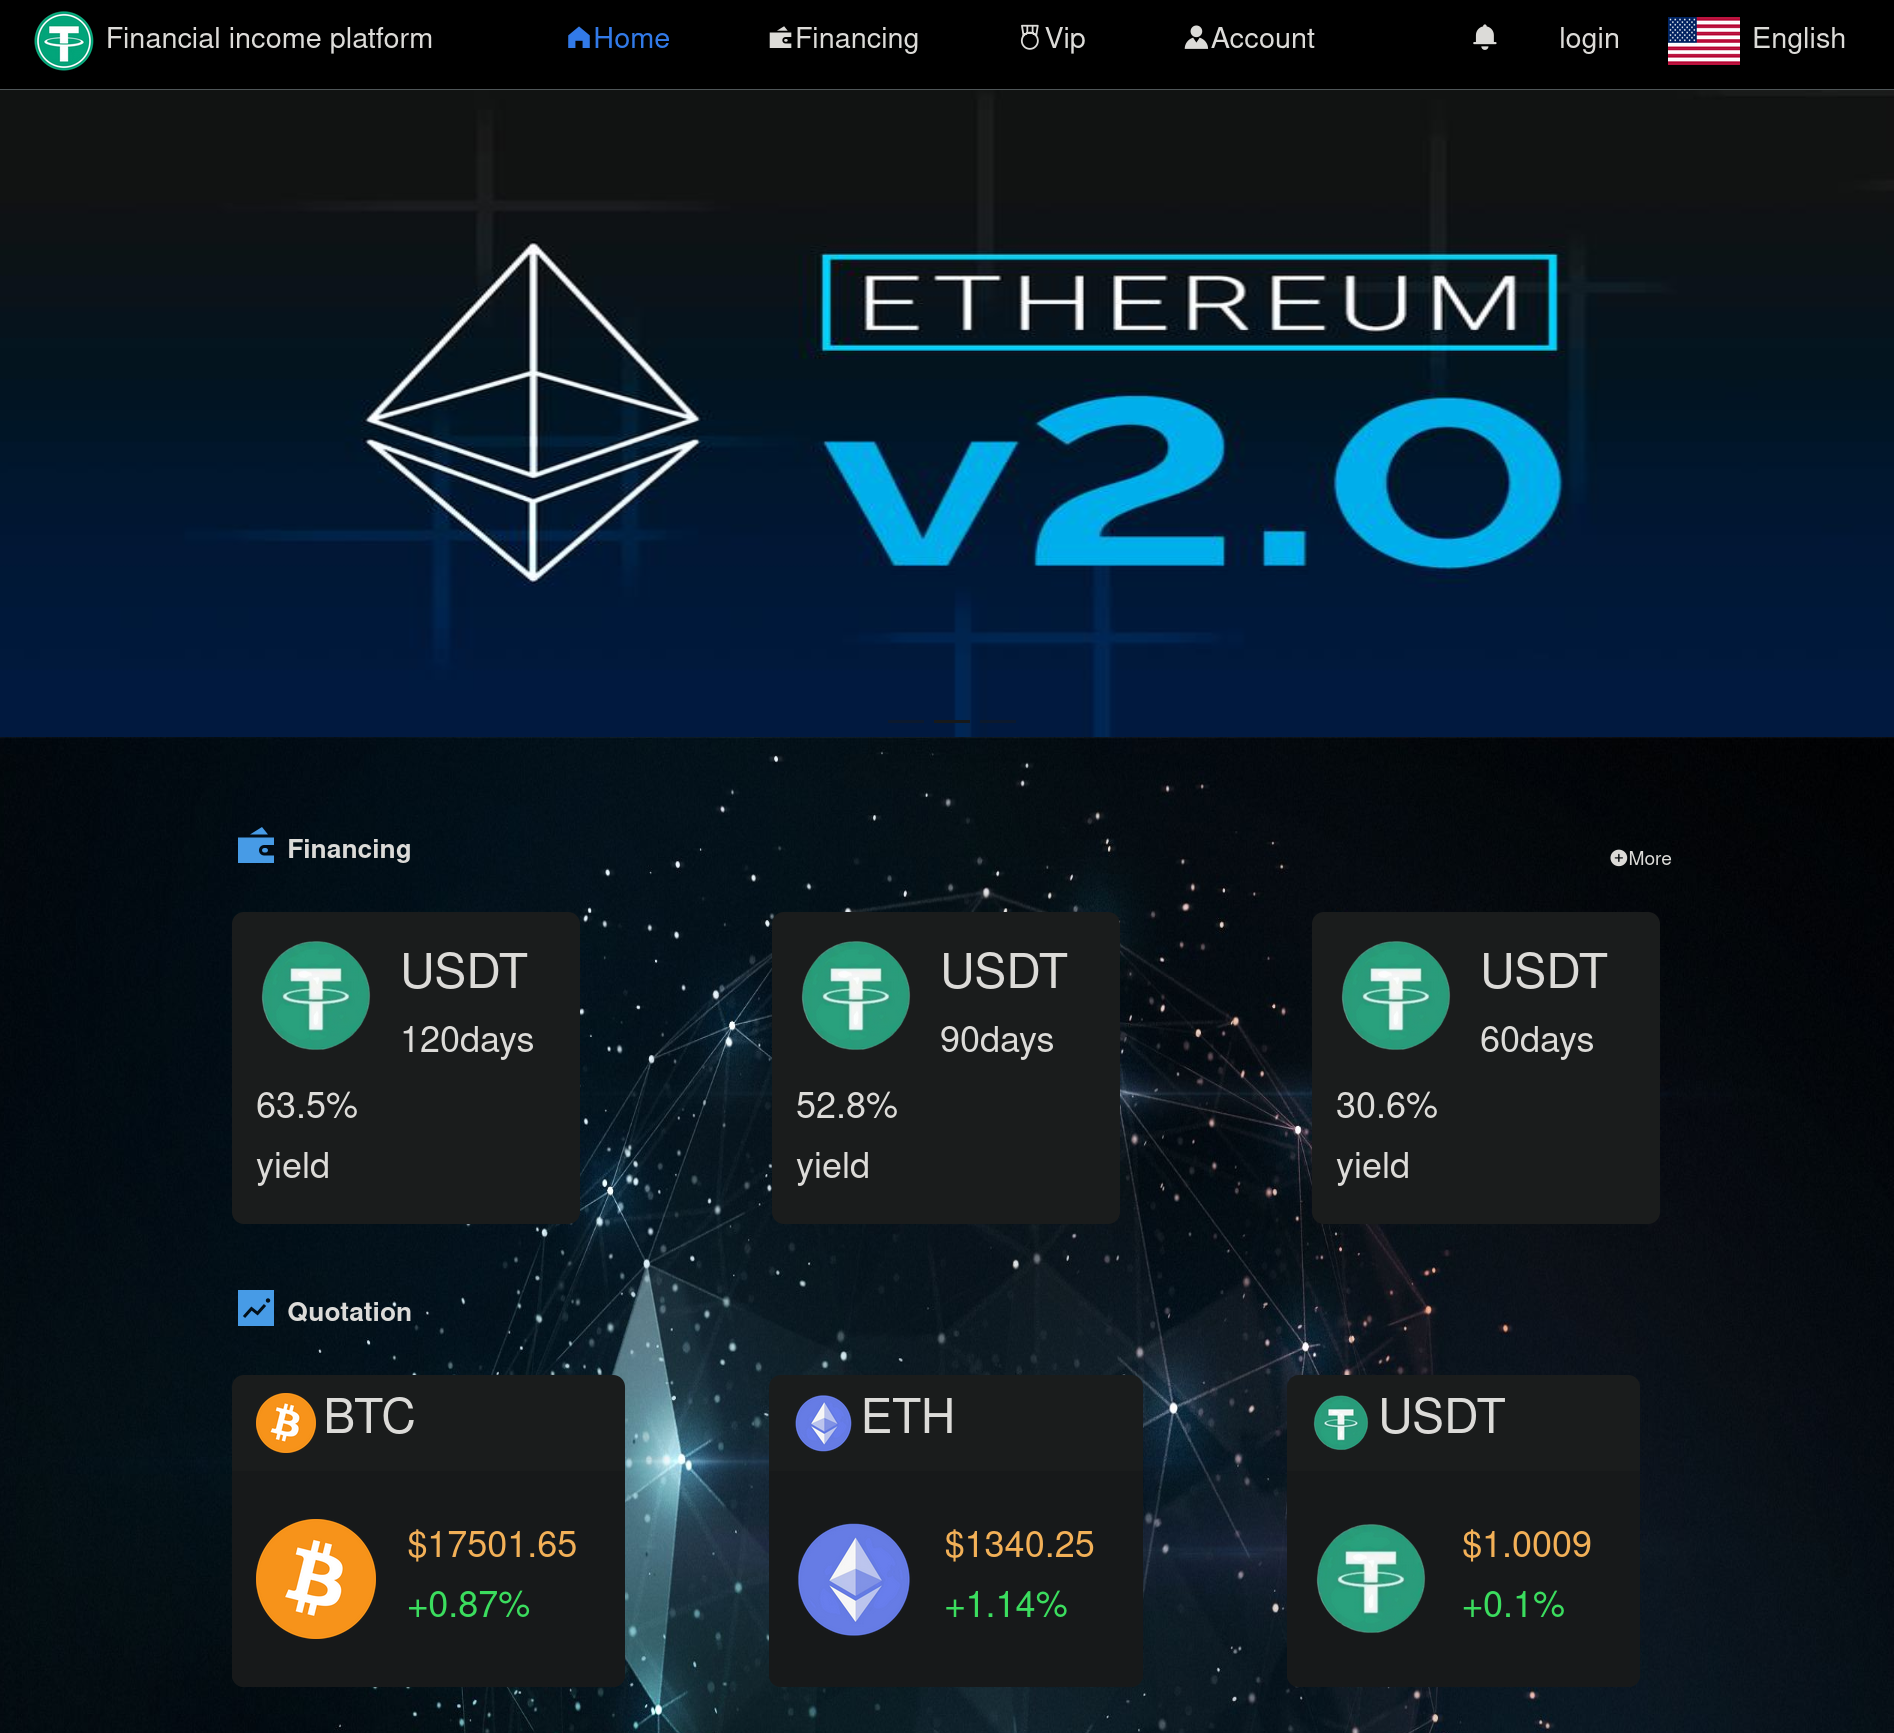 Financial income platform
Home
Financing
Vip
Account
login
English
ETHEREUM
v2.0
Financing
More
USDT
120days
63.5%
yield
USDT
90days
52.8%
yield
USDT
60days
30.6%
yield
Quotation
BTC
$17501.65
+0.87%
ETH
$1340.25
+1.14%
USDT
$1.0009
+0.1%